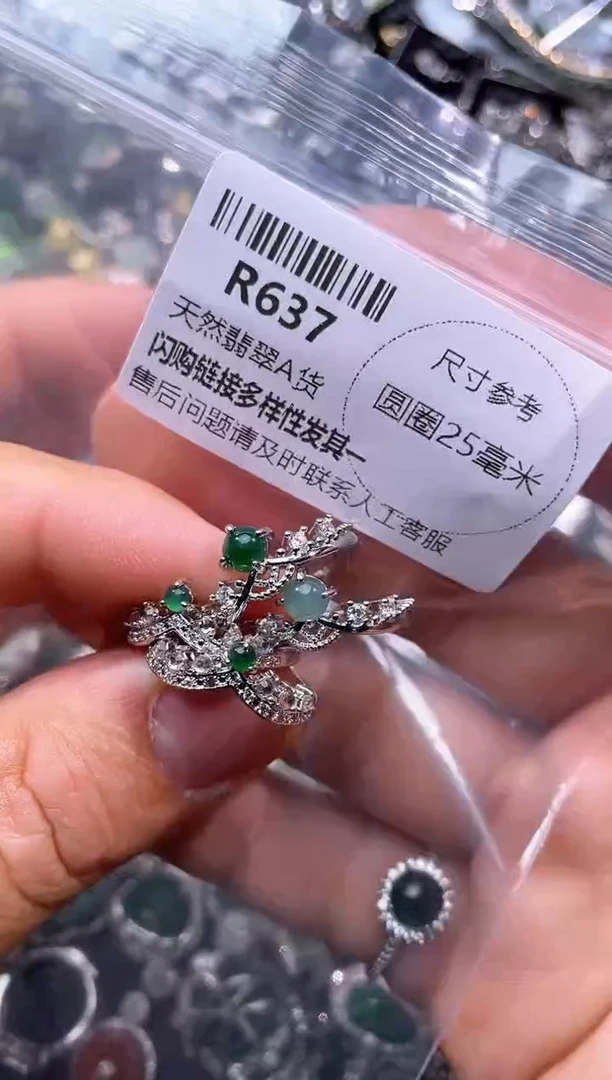 R637
天然翡翠A货
闪购链接多样性发其一
售后问题请及时联系人工客服
尺寸参考
圆圈25毫米